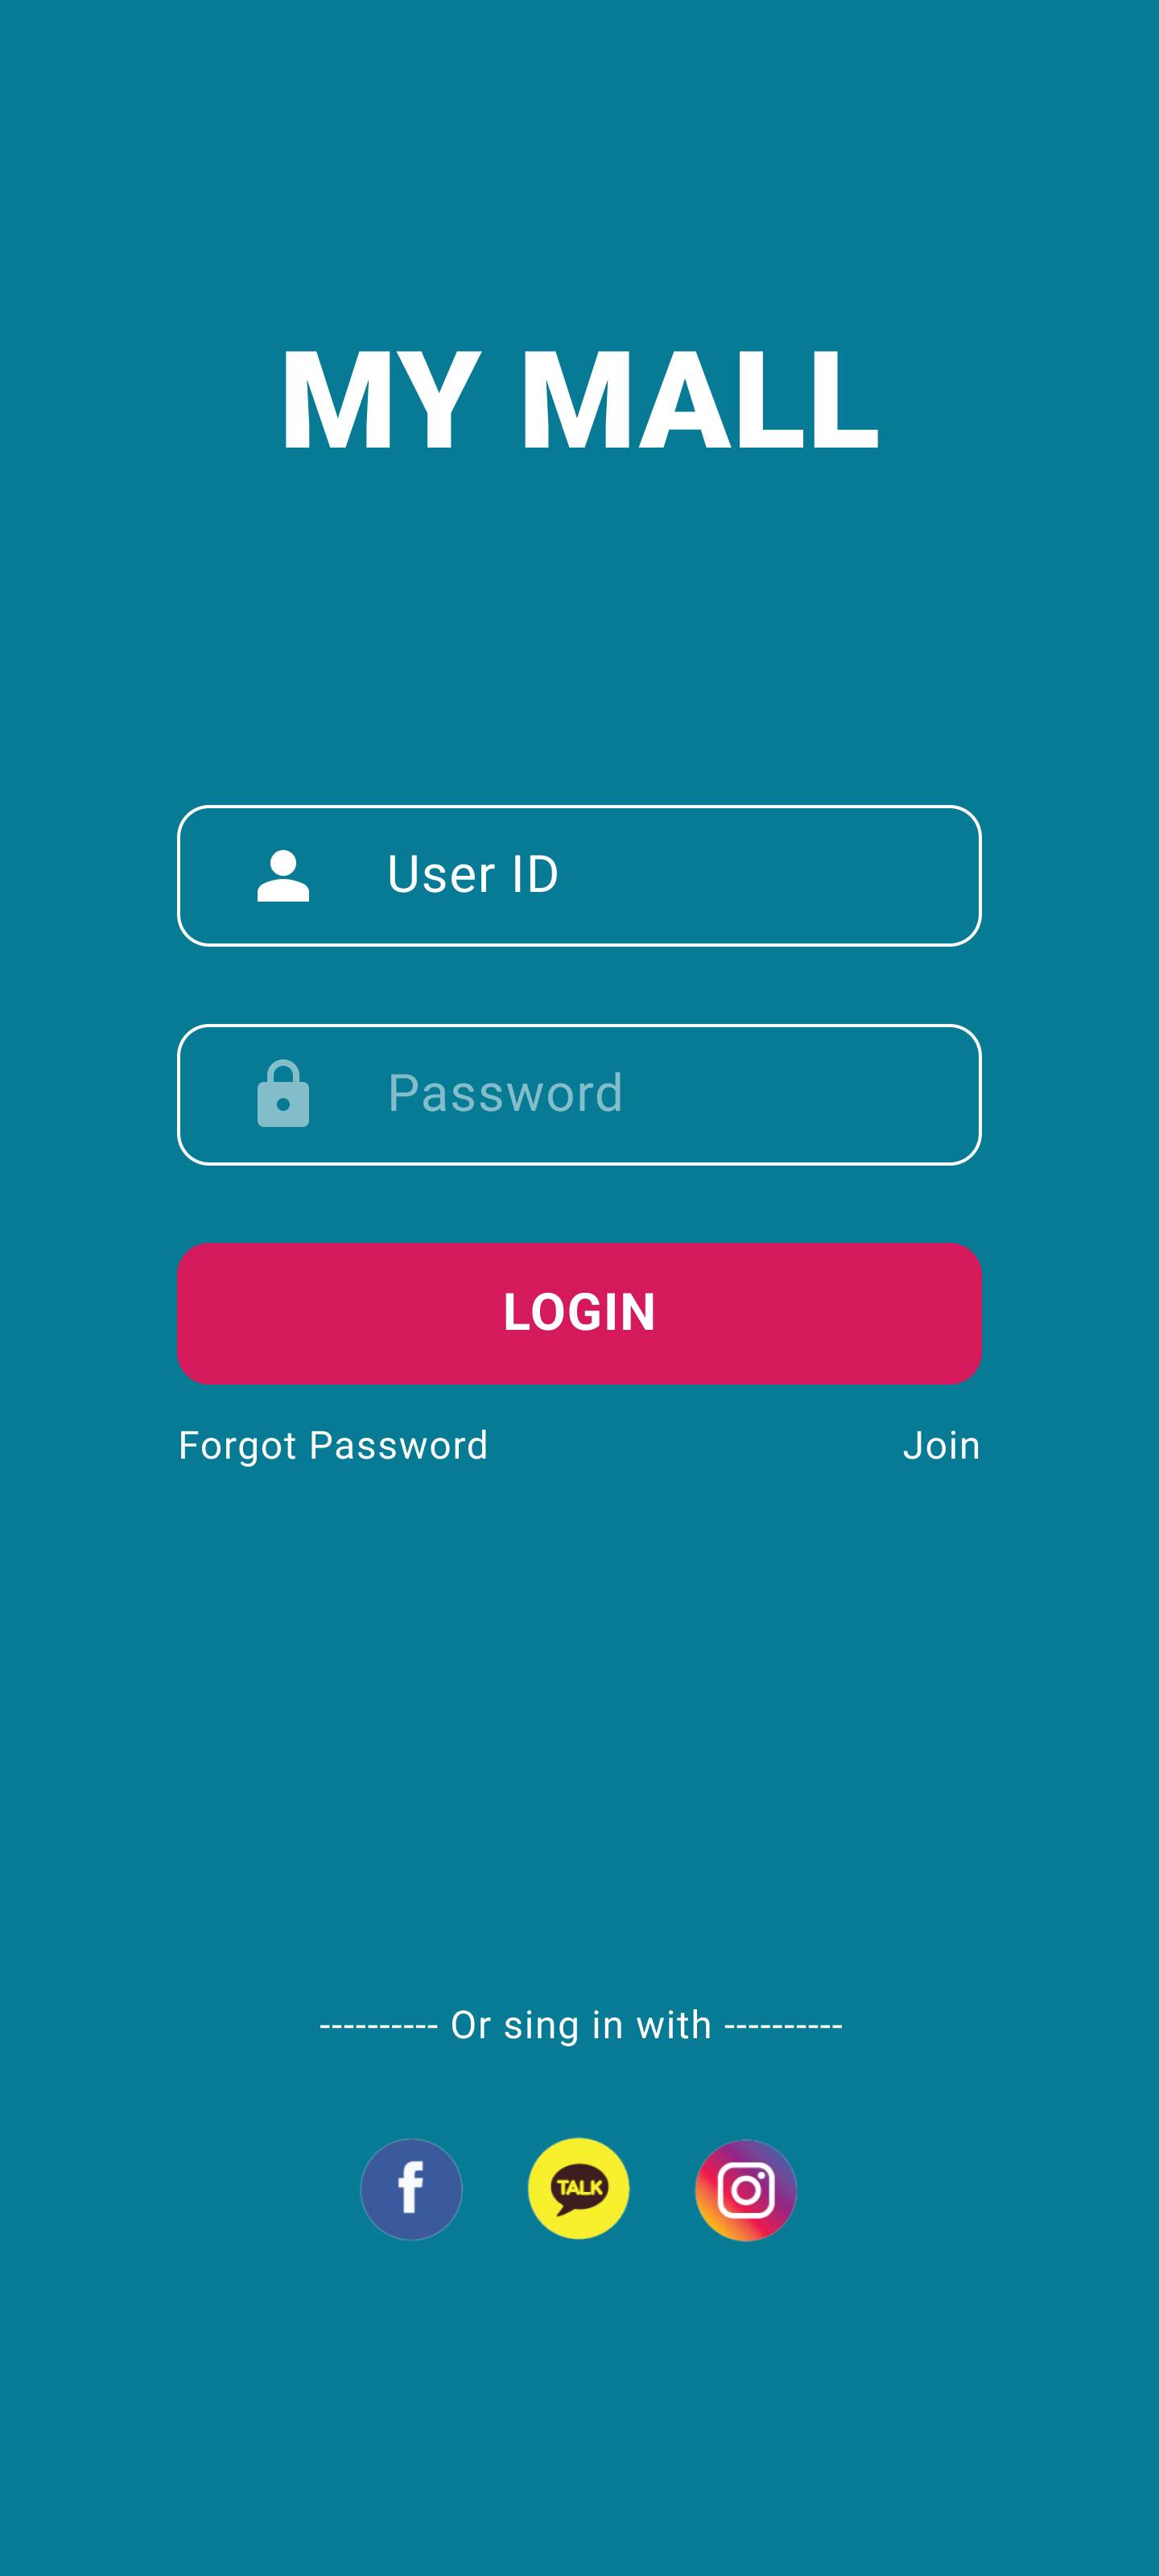 MY MALL
User ID
Password
LOGIN
Forgot Password Join
---------- Or sing in with ----------
f TALK